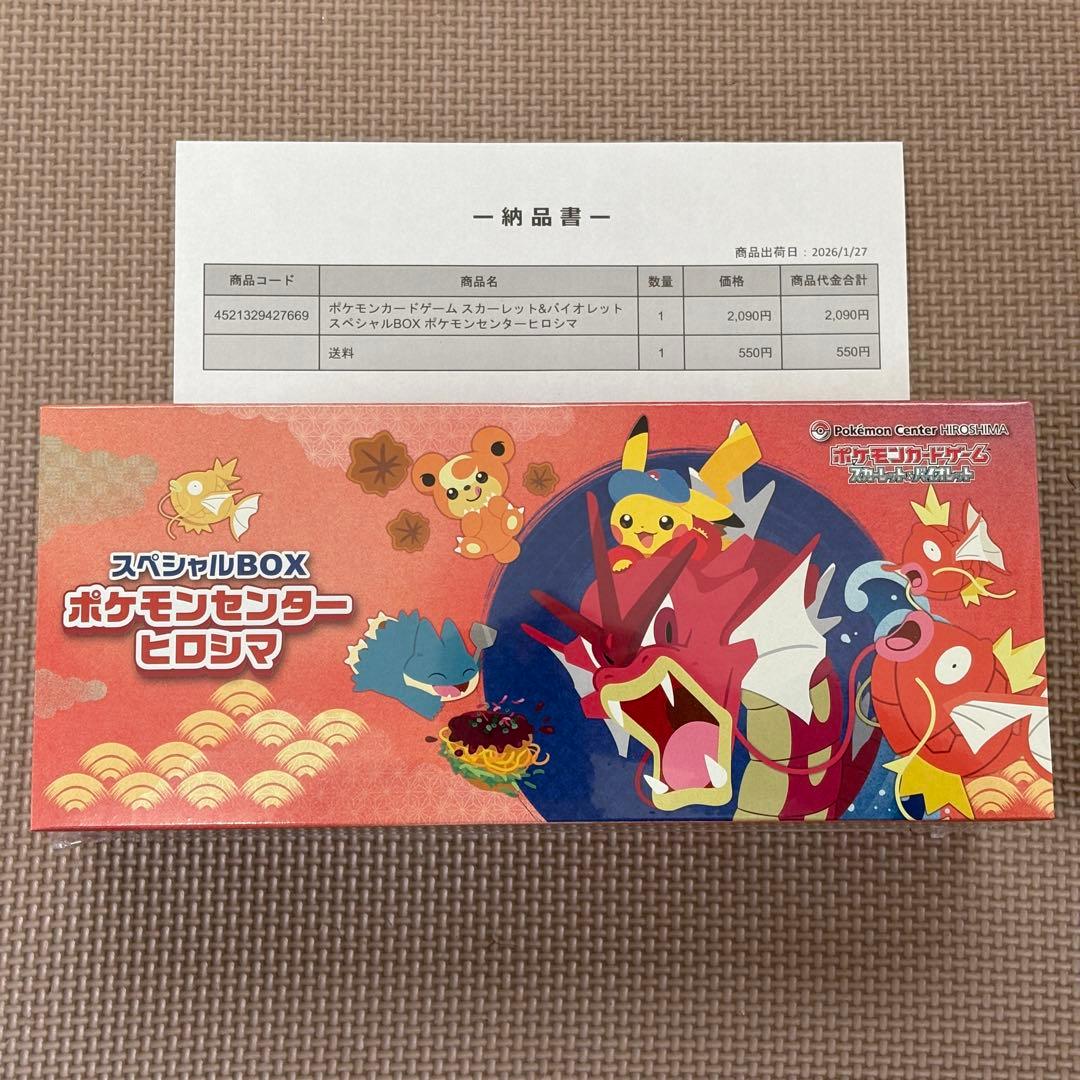 ー納品書ー
商品出荷日：2026/1/27
商品コード 商品名 数量 価格 商品代金合計
4521329427669 ポケモンカードゲーム スカーレット&バイオレット スペシャルBOX ポケモンセンターヒロシマ 1 2,090円 2,090円
送料 1 550円 550円
Pokémon Center HIROSHIMA
ポケモンカードゲーム
スカーレット&バイオレット
スペシャルBOX
ポケモンセンター
ヒロシマ